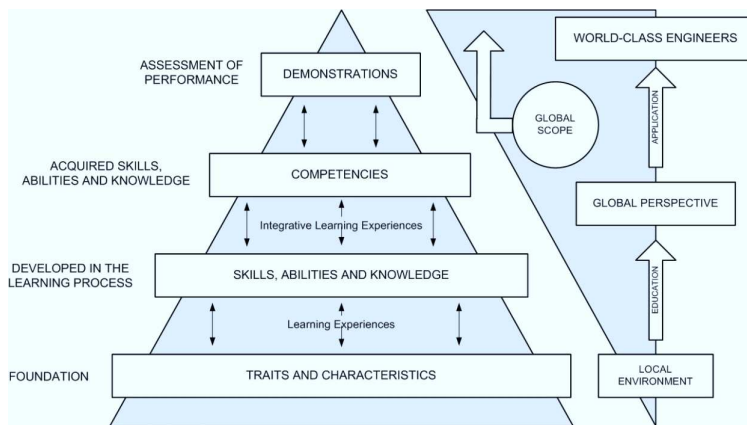 ASSESSMENT OF
PERFORMANCE
DEMONSTRATIONS
WORLD-CLASS ENGINEERS
GLOBAL
SCOPE
APPLICATION
ACQUIRED SKILLS,
ABILITIES AND KNOWLEDGE
COMPETENCIES
GLOBAL PERSPECTIVE
Integrative Learning Experiences
DEVELOPED IN THE
LEARNING PROCESS
SKILLS, ABILITIES AND KNOWLEDGE
EDUCATION
Learning Experiences
FOUNDATION
TRAITS AND CHARACTERISTICS
LOCAL
ENVIRONMENT